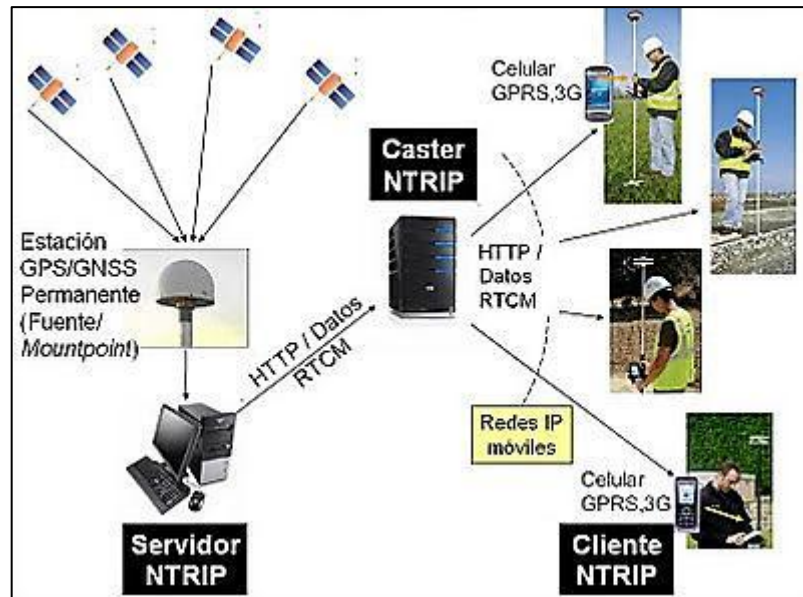 Estación
GPS/GNSS
Permanente
(Fuente/
Mountpoint)
HTTP / Datos
RTCM
Servidor
NTRIP
Caster
NTRIP
Celular
GPRS,3G
HTTP /
Datos
RTCM
Redes IP
móviles
Celular
GPRS,3G
Cliente
NTRIP